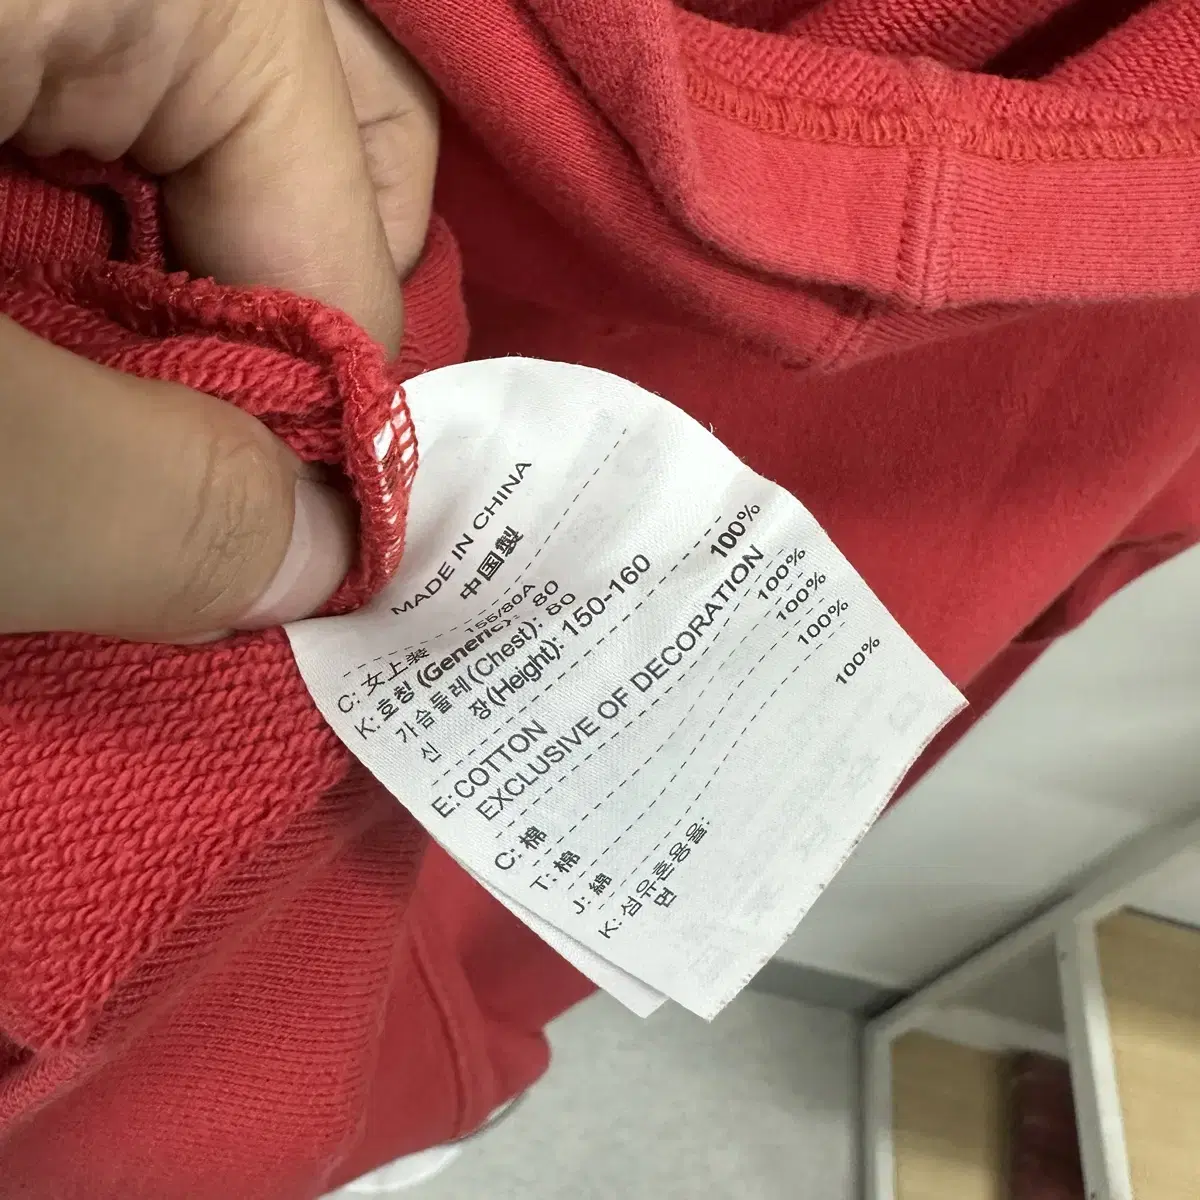 MADE IN CHINA
中国製
155/80A
C: 女上装
K: 호칭 (Generic): 80
가슴둘레 (Chest): 80
신 장 (Height): 150-160
E: COTTON 100%
EXCLUSIVE OF DECORATION
C: 棉 100%
T: 棉 100%
J: 綿 100%
K: 섬유혼용율:
면 100%